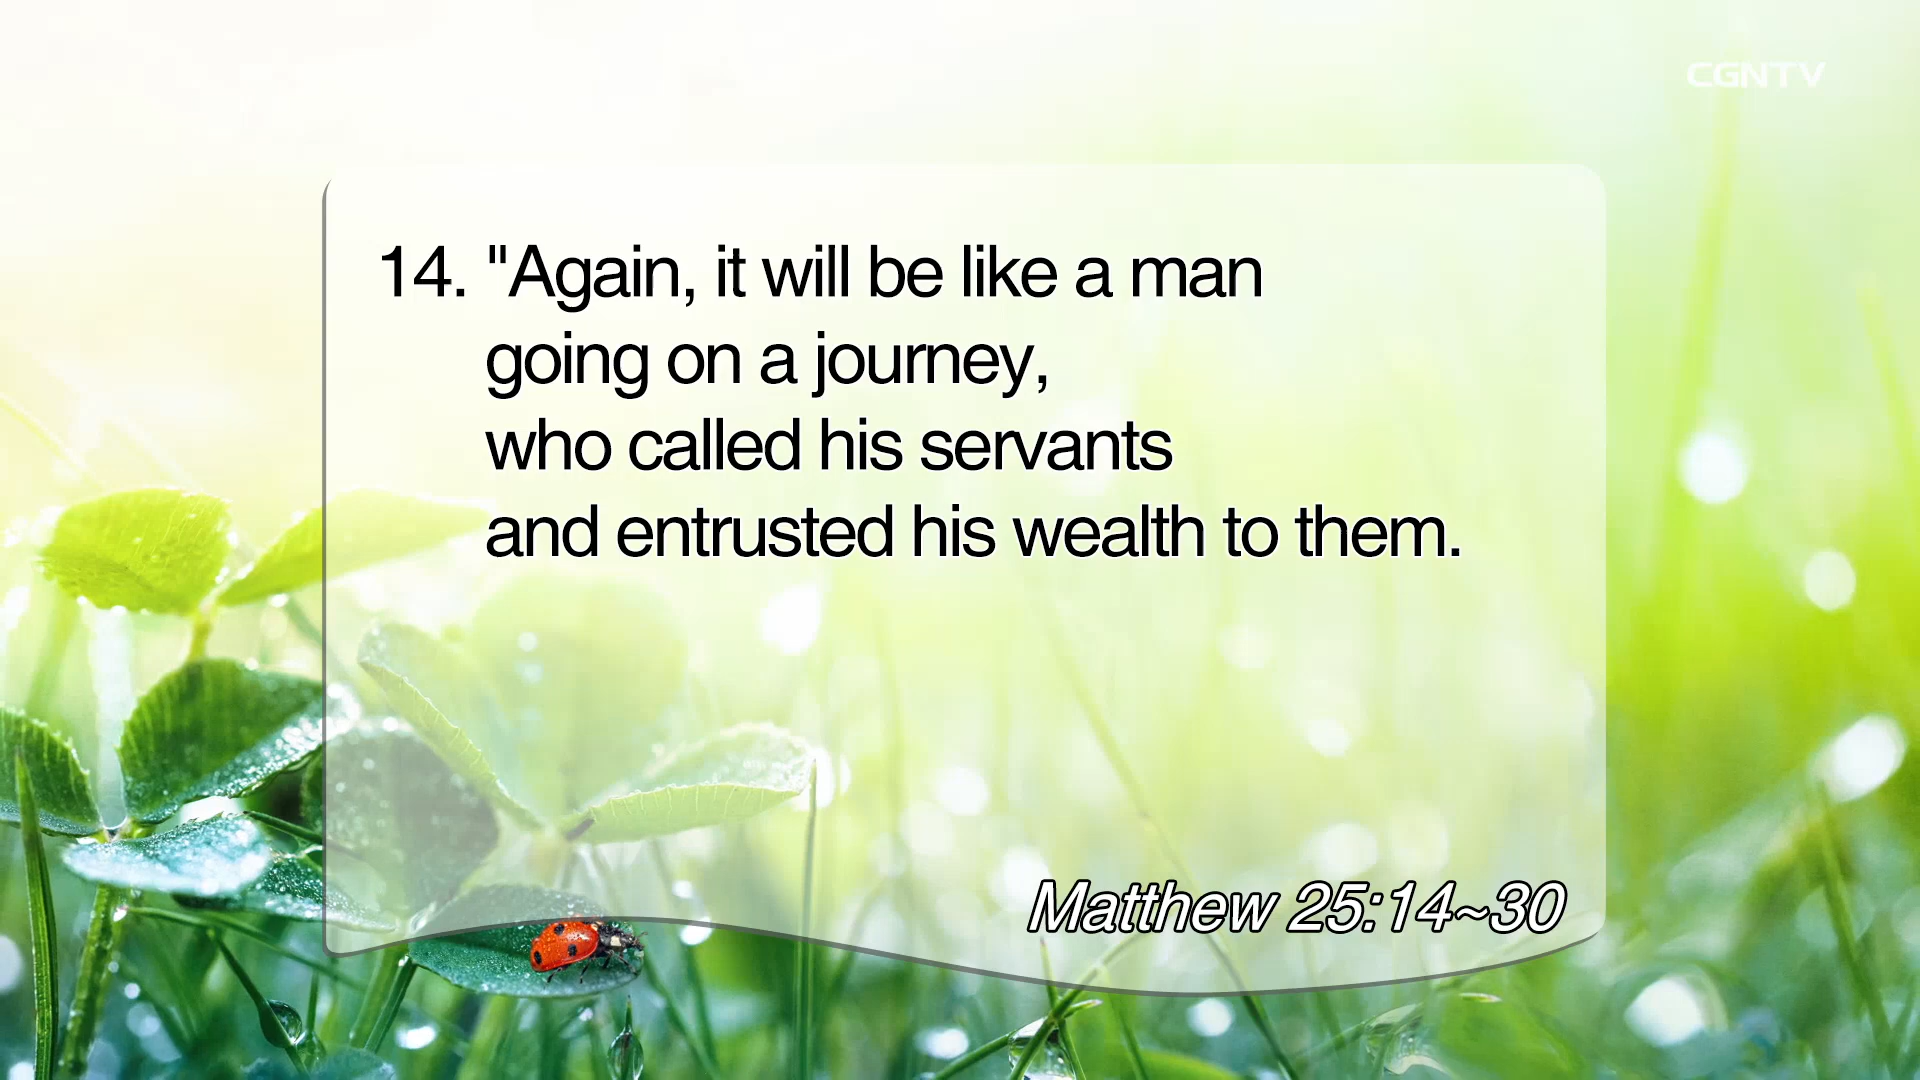 CGNTV
14. "Again, it will be like a man
going on a journey,
who called his servants
and entrusted his wealth to them.
Matthew 25:14~30